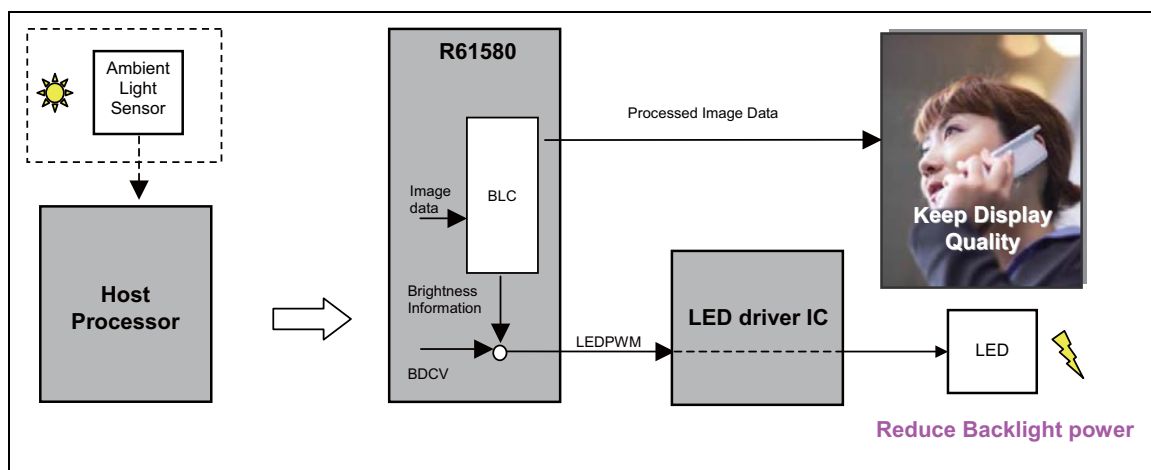 Ambient
Light
Sensor
Host
Processor
R61580
Image
data
BLC
Brightness
Information
BDCV
Processed Image Data
Keep Display
Quality
LEDPWM
LED driver IC
LED
Reduce Backlight power